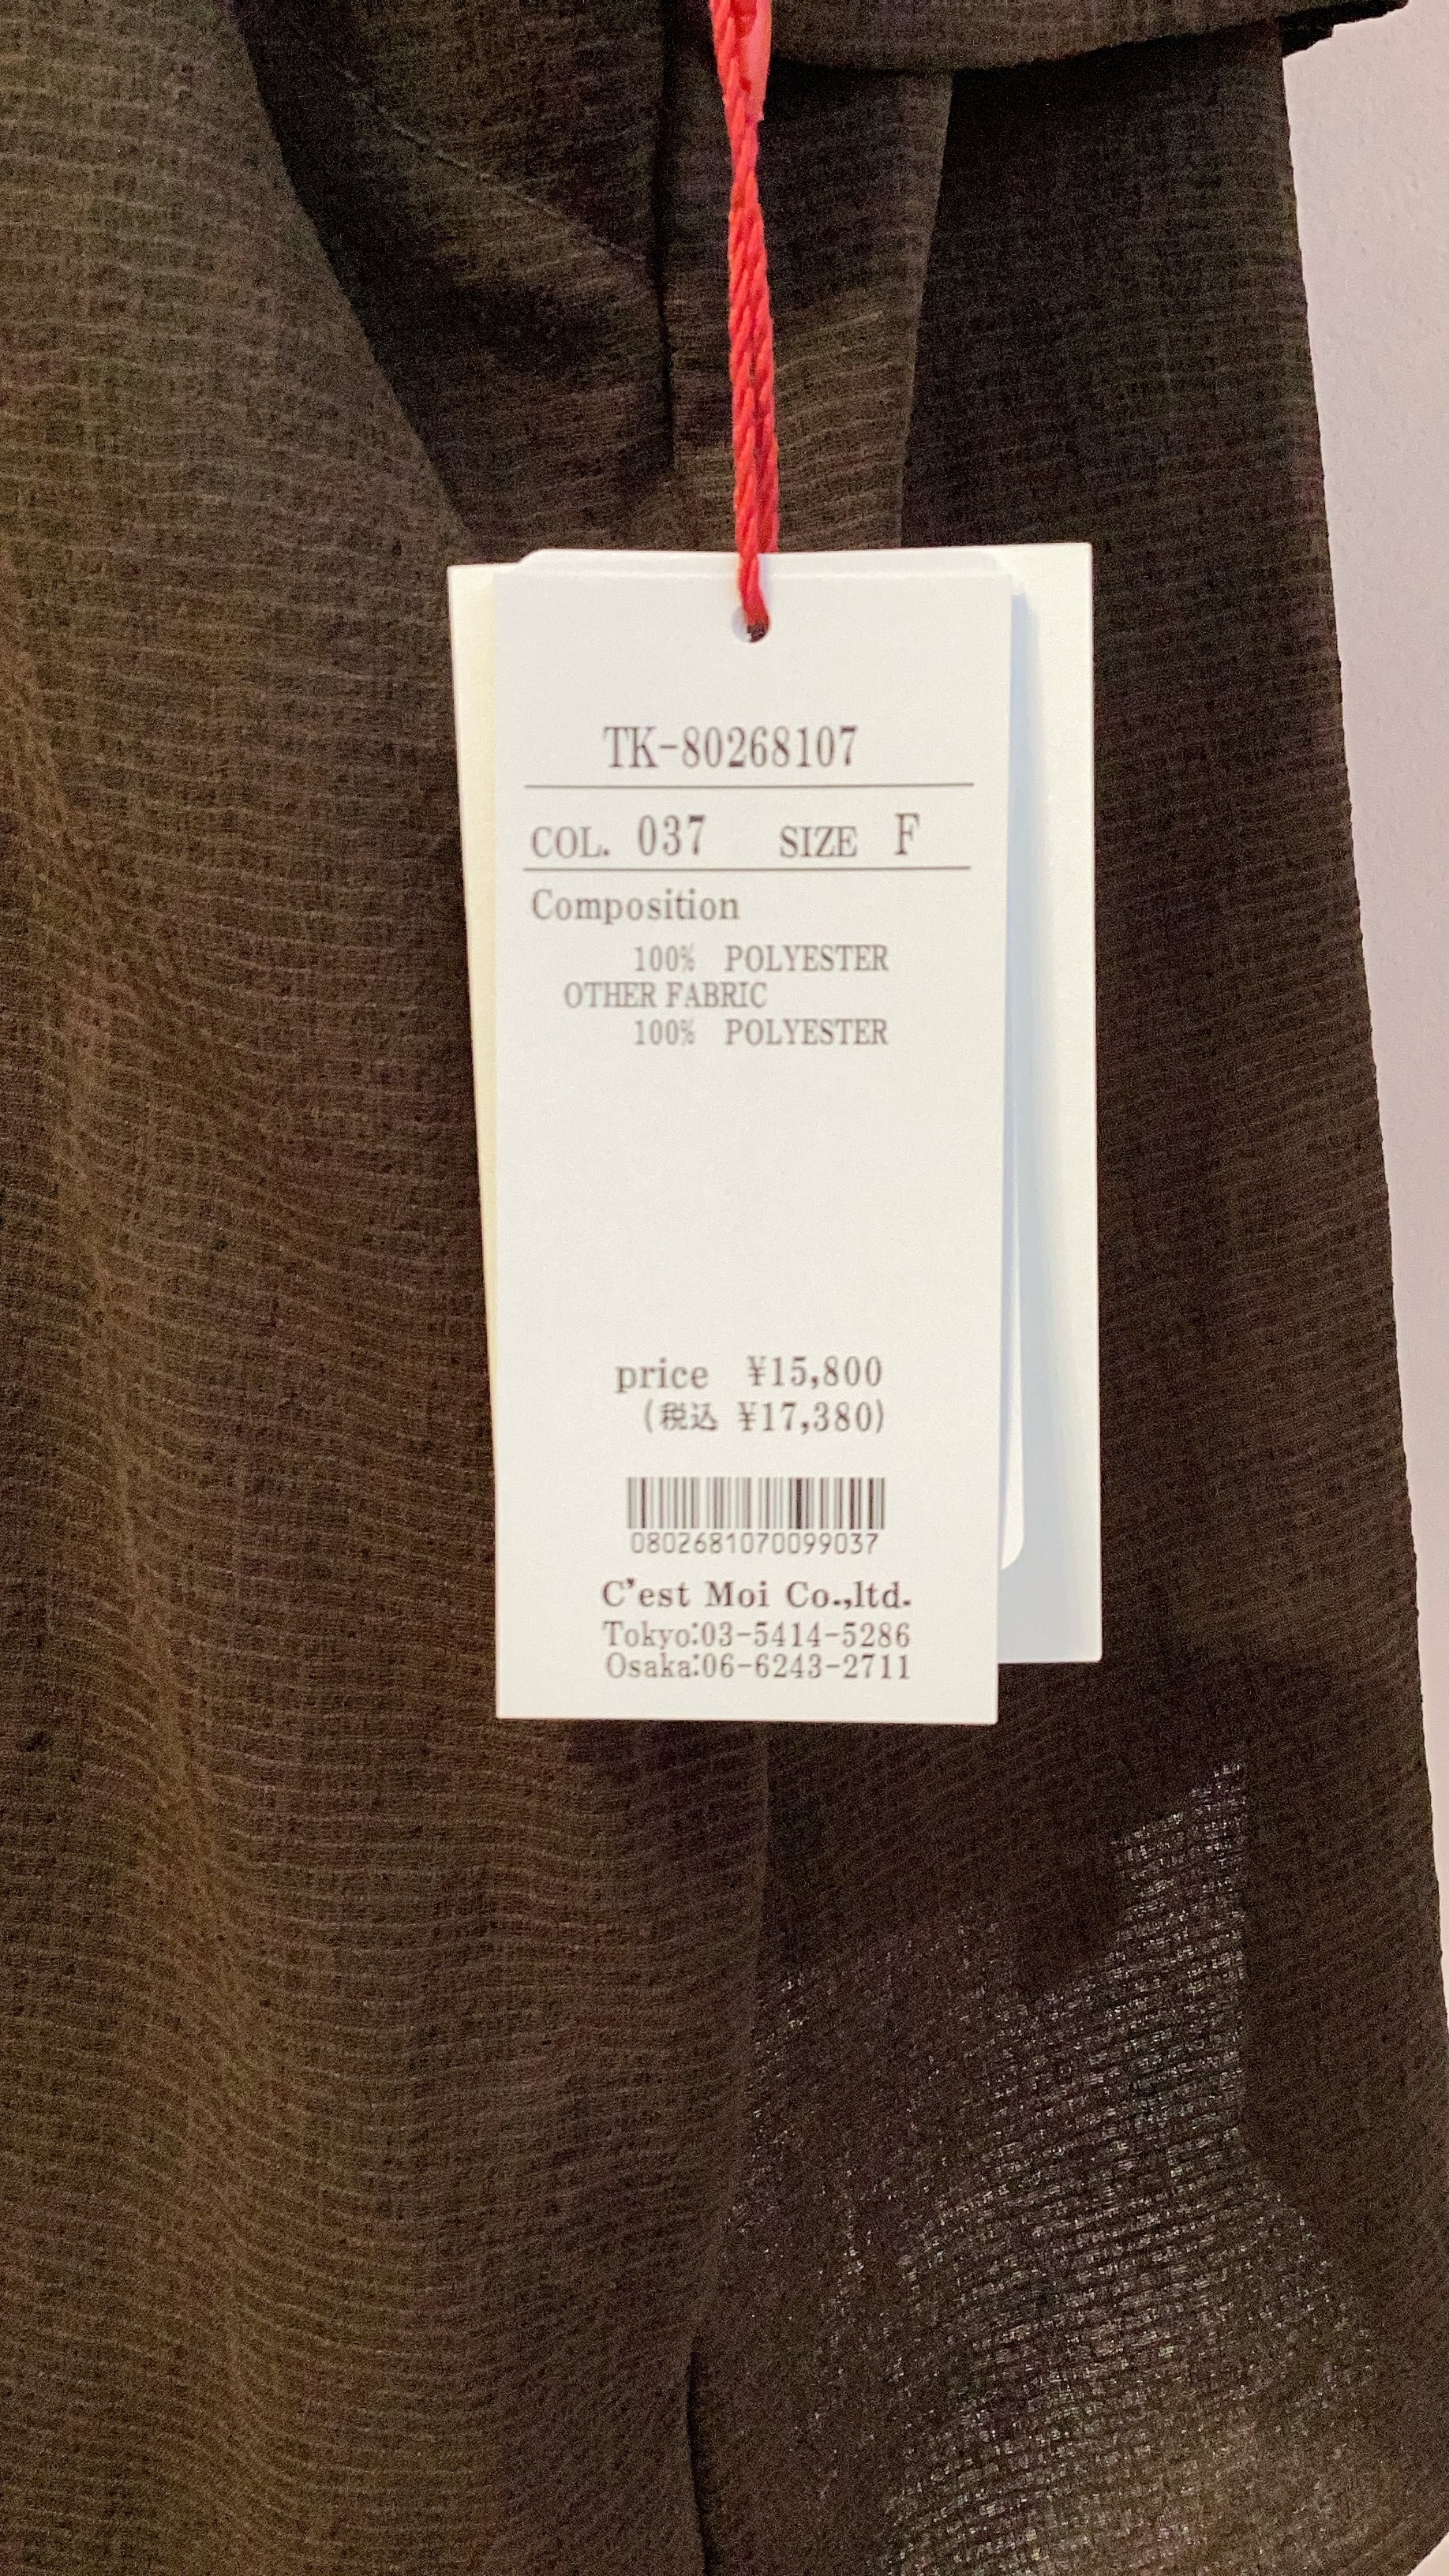 TK-80268107
COL. 037 SIZE F
Composition
100% POLYESTER
OTHER FABRIC
100% POLYESTER
price ¥15,800
(税込 ¥17,380)
0802681070099037
C'est Moi Co.,ltd.
Tokyo:03-5414-5286
Osaka:06-6243-2711